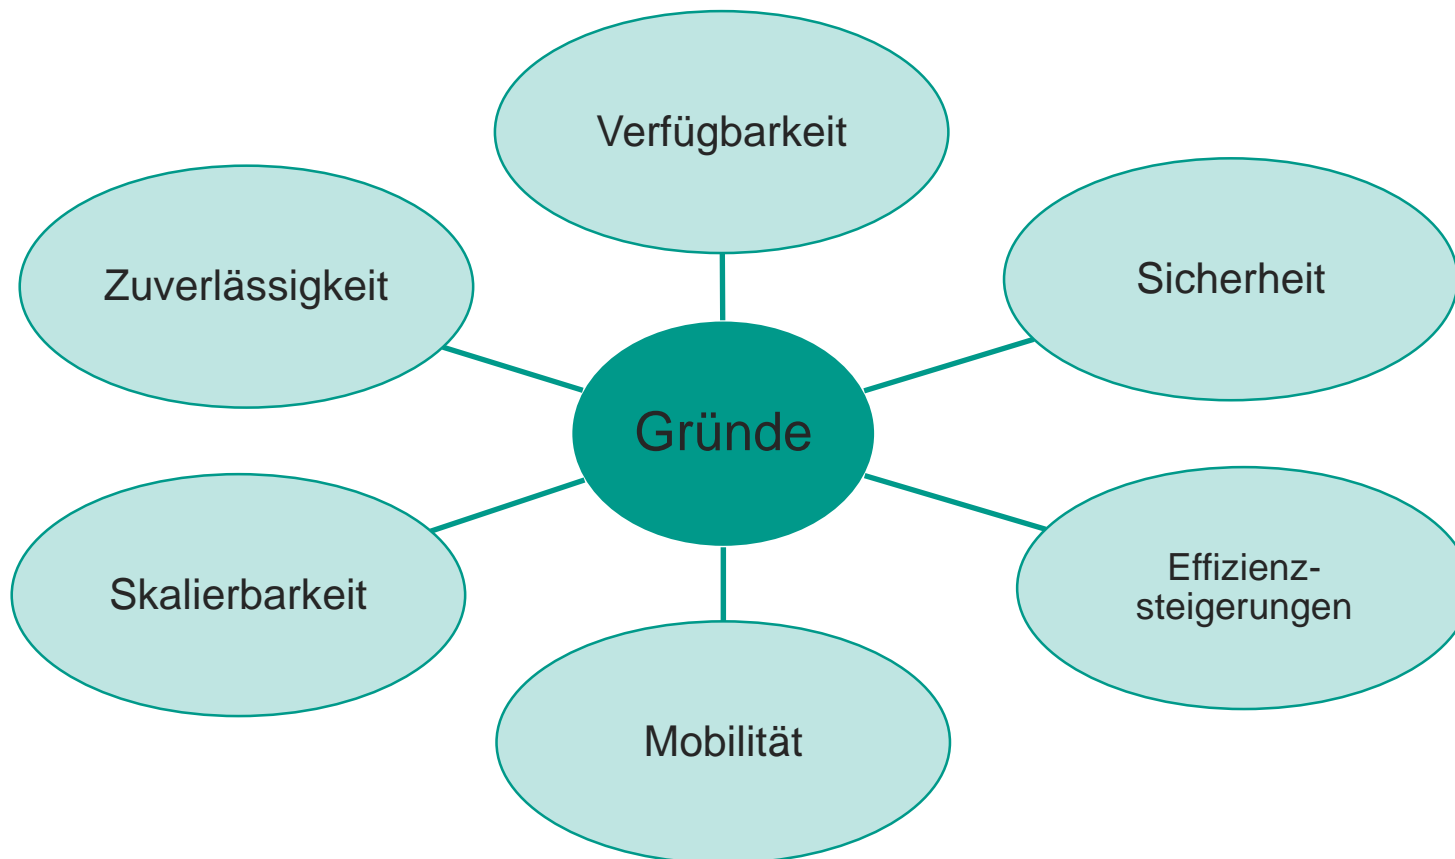 Verfügbarkeit
Zuverlässigkeit
Sicherheit
Gründe
Skalierbarkeit
Effizienz-
steigerungen
Mobilität